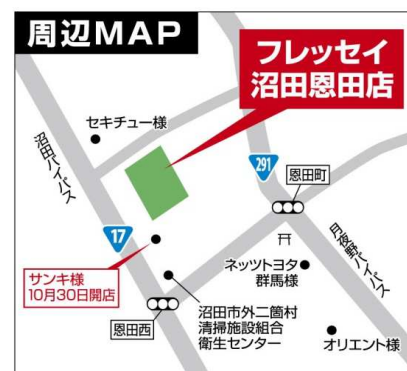 周辺MAP
フレッセイ
沼田恩田店
セキチュー様
沼田バイパス
291
恩田町
17
月夜野バイパス
サンキ様
10月30日開店
ネッツトヨタ
群馬様
恩田西
沼田市外二箇村
清掃施設組合
衛生センター
オリエント様